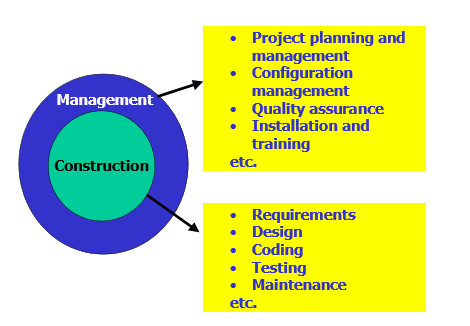 Management
Construction
• Project planning and
management
• Configuration
management
• Quality assurance
• Installation and
training
etc.
• Requirements
• Design
• Coding
• Testing
• Maintenance
etc.